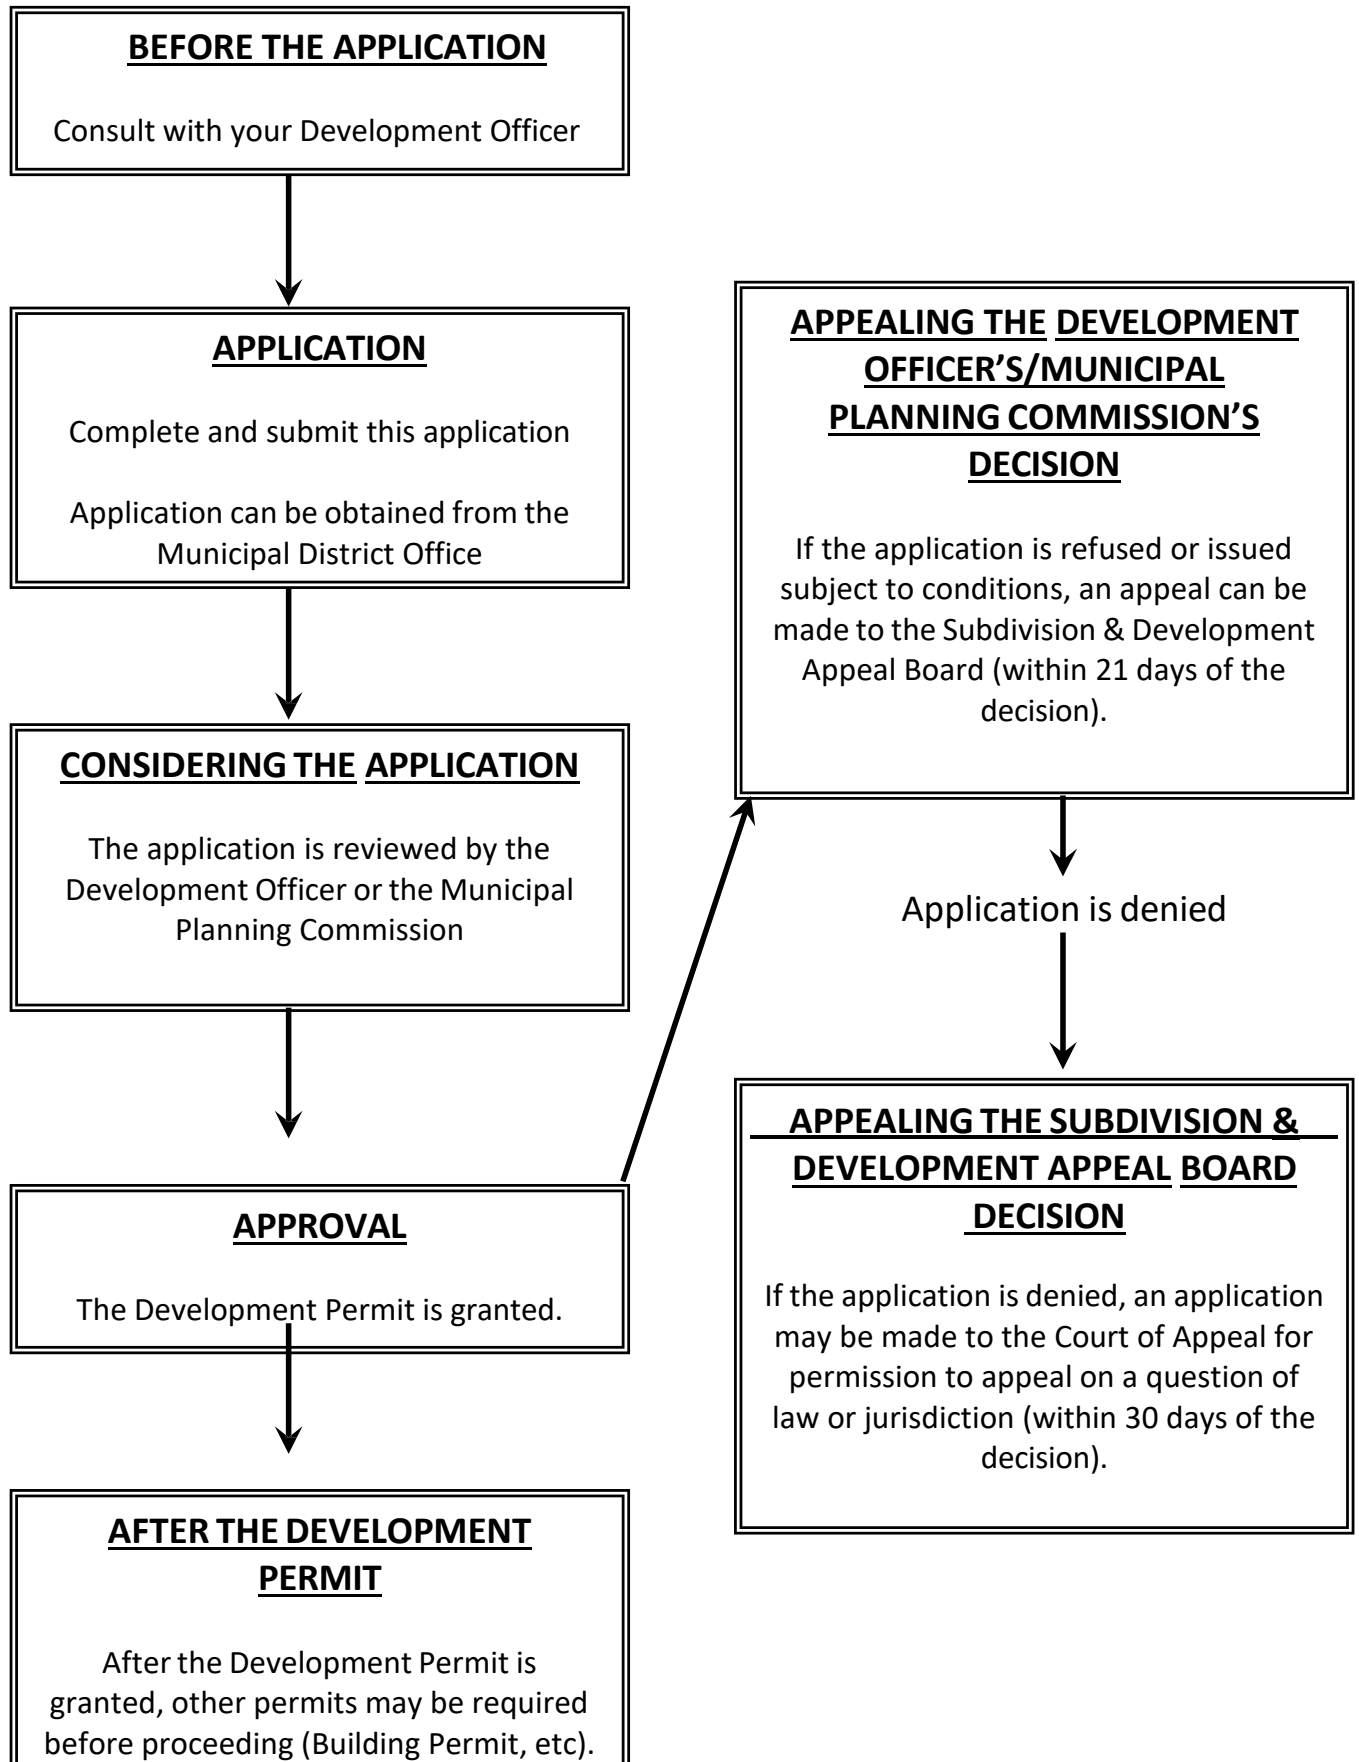 BEFORE THE APPLICATION
Consult with your Development Officer
APPLICATION
Complete and submit this application
Application can be obtained from the
Municipal District Office
CONSIDERING THE APPLICATION
The application is reviewed by the
Development Officer or the Municipal
Planning Commission
APPROVAL
The Development Permit is granted.
AFTER THE DEVELOPMENT
PERMIT
After the Development Permit is
granted, other permits may be required
before proceeding (Building Permit, etc).
APPEALING THE DEVELOPMENT
OFFICER’S/MUNICIPAL
PLANNING COMMISSION’S
DECISION
If the application is refused or issued
subject to conditions, an appeal can be
made to the Subdivision & Development
Appeal Board (within 21 days of the
decision).
Application is denied
APPEALING THE SUBDIVISION &
DEVELOPMENT APPEAL BOARD
DECISION
If the application is denied, an application
may be made to the Court of Appeal for
permission to appeal on a question of
law or jurisdiction (within 30 days of the
decision).